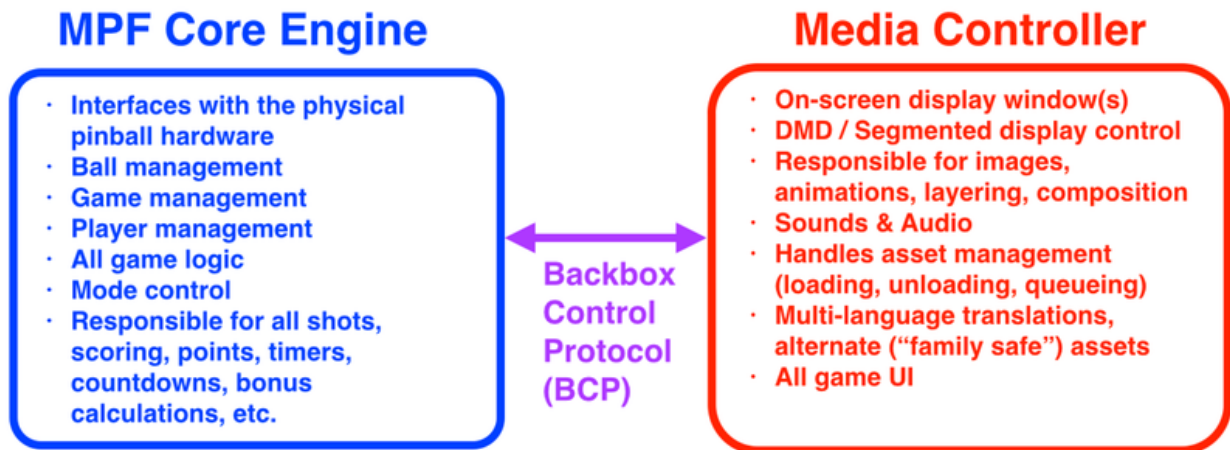 MPF Core Engine
· Interfaces with the physical
pinball hardware
· Ball management
· Game management
· Player management
· All game logic
· Mode control
· Responsible for all shots,
scoring, points, timers,
countdowns, bonus
calculations, etc.
Backbox
Control
Protocol
(BCP)
Media Controller
· On-screen display window(s)
· DMD / Segmented display control
· Responsible for images,
animations, layering, composition
· Sounds & Audio
· Handles asset management
(loading, unloading, queueing)
· Multi-language translations,
alternate (“family safe”) assets
· All game UI